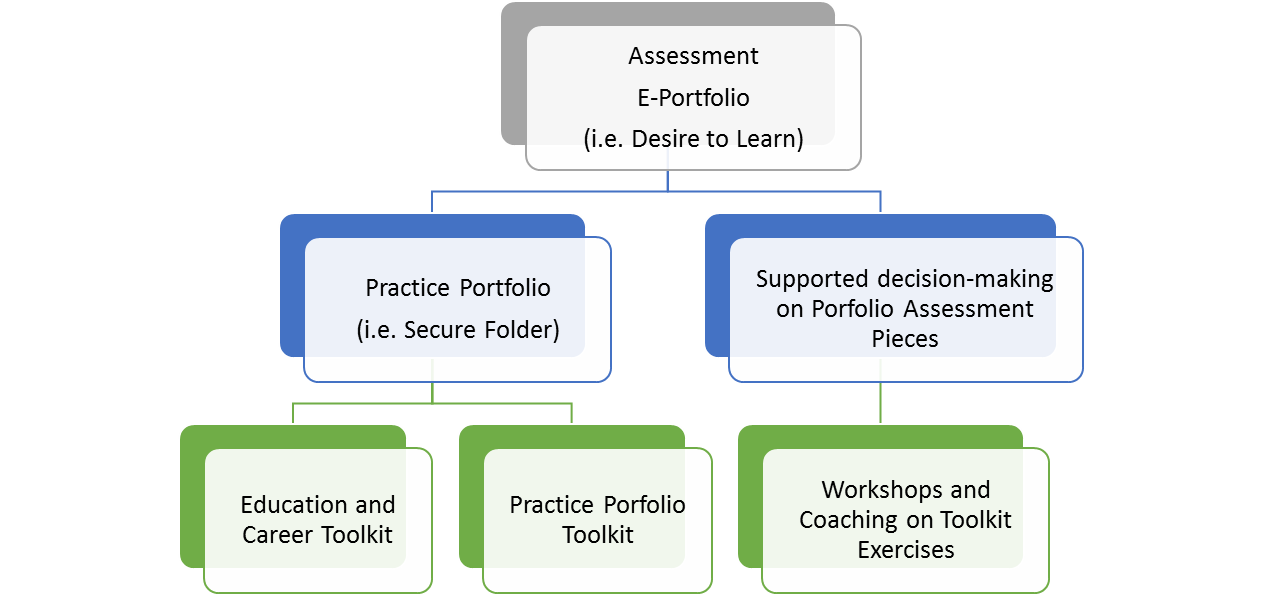 Assessment
E-Portfolio
(i.e. Desire to Learn)
Practice Portfolio
(i.e. Secure Folder)
Supported decision-making
on Porfolio Assessment
Pieces
Education and
Career Toolkit
Practice Porfolio
Toolkit
Workshops and
Coaching on Toolkit
Exercises